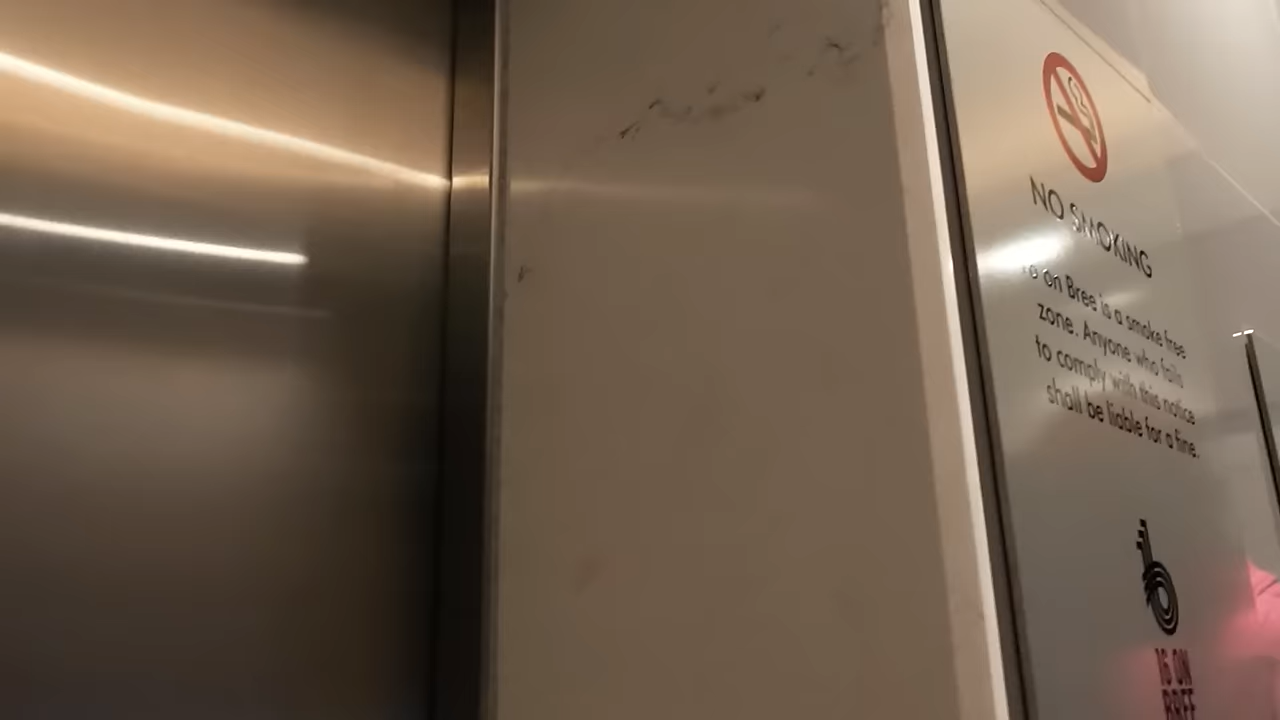 NO SMOKING
16 on Bree is a smoke free
zone. Anyone who fails
to comply with this notice
shall be liable for a fine.
16 ON
BREE